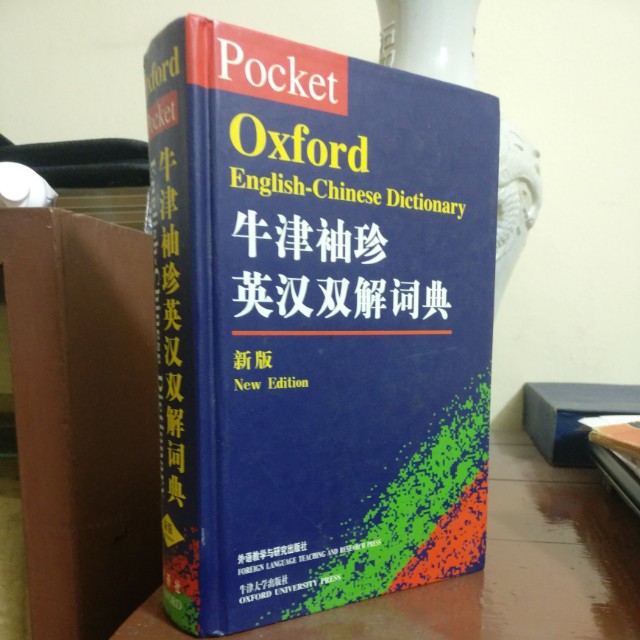 Pocket
Oxford
English-Chinese Dictionary
牛津袖珍
英汉双解词典
新版
New Edition
外语教学与研究出版社
FOREIGN LANGUAGE TEACHING AND RESEARCH PRESS
牛津大学出版社
OXFORD UNIVERSITY PRESS
Oxford
Pocket
牛津袖珍英汉双解词典